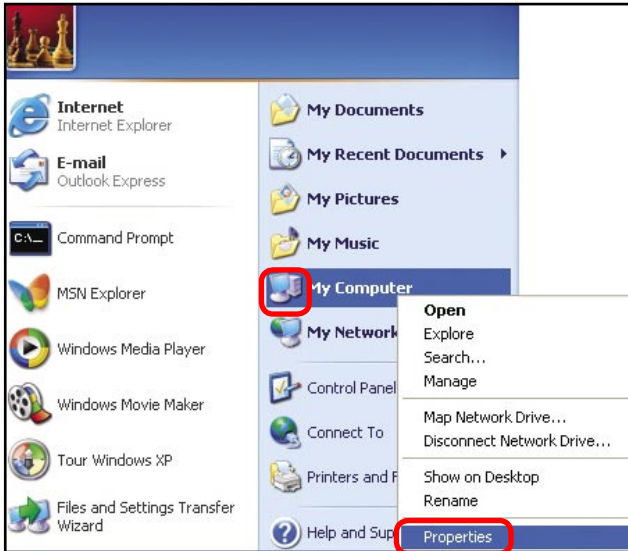 Internet
Internet Explorer
E-mail
Outlook Express
C:\_
Command Prompt
MSN Explorer
Windows Media Player
Windows Movie Maker
Tour Windows XP
Files and Settings Transfer
Wizard
My Documents
My Recent Documents
My Pictures
My Music
My Computer
My Network
Control Panel
Connect To
Printers and F
Help and Sup
Open
Explore
Search...
Manage
Map Network Drive...
Disconnect Network Drive...
Show on Desktop
Rename
Properties